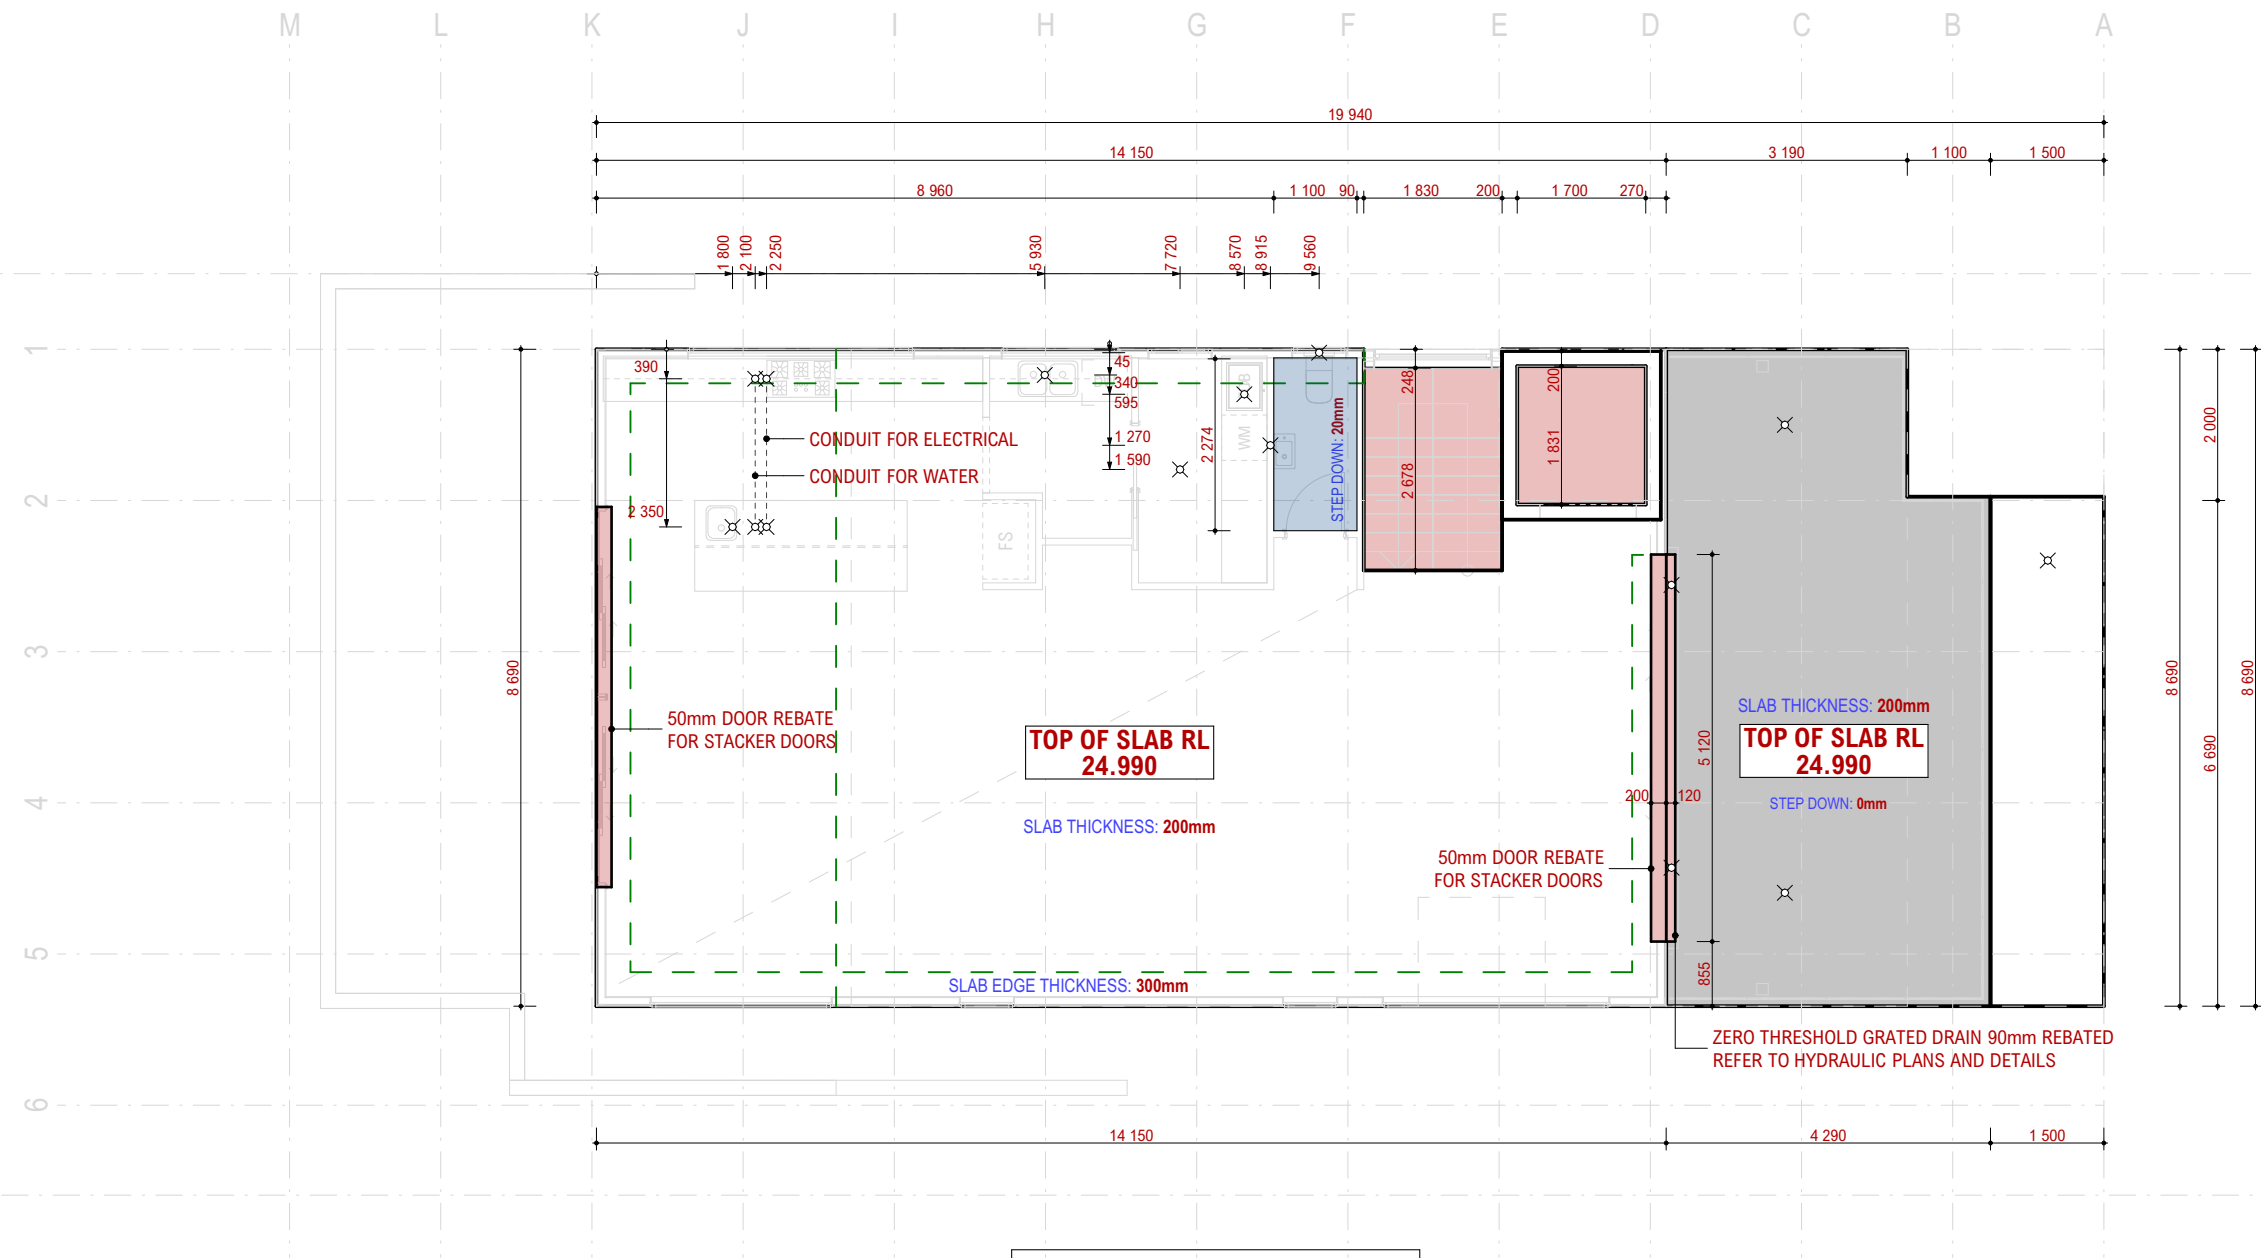 M L K J I H G F E D C B A
19 940
14 150 3 190 1 100 1 500
8 960 1 100 90 1 830 200 1 700 270
1 800 2 100 2 250 5 930 7 720 8 570 8 915 9 560
1
2
3
4
5
6
390
2 350
45
340
595
1 270
1 590
2 274
WM
FS
CONDUIT FOR ELECTRICAL
CONDUIT FOR WATER
STEP DOWN: 20mm
248
2 678
200
1 831
2 000
6 690
8 690
8 690
8 690
50mm DOOR REBATE
FOR STACKER DOORS
TOP OF SLAB RL
24.990
SLAB THICKNESS: 200mm
SLAB THICKNESS: 200mm
TOP OF SLAB RL
24.990
STEP DOWN: 0mm
5 120
200 120
50mm DOOR REBATE
FOR STACKER DOORS
855
SLAB EDGE THICKNESS: 300mm
ZERO THRESHOLD GRATED DRAIN 90mm REBATED
REFER TO HYDRAULIC PLANS AND DETAILS
14 150 4 290 1 500